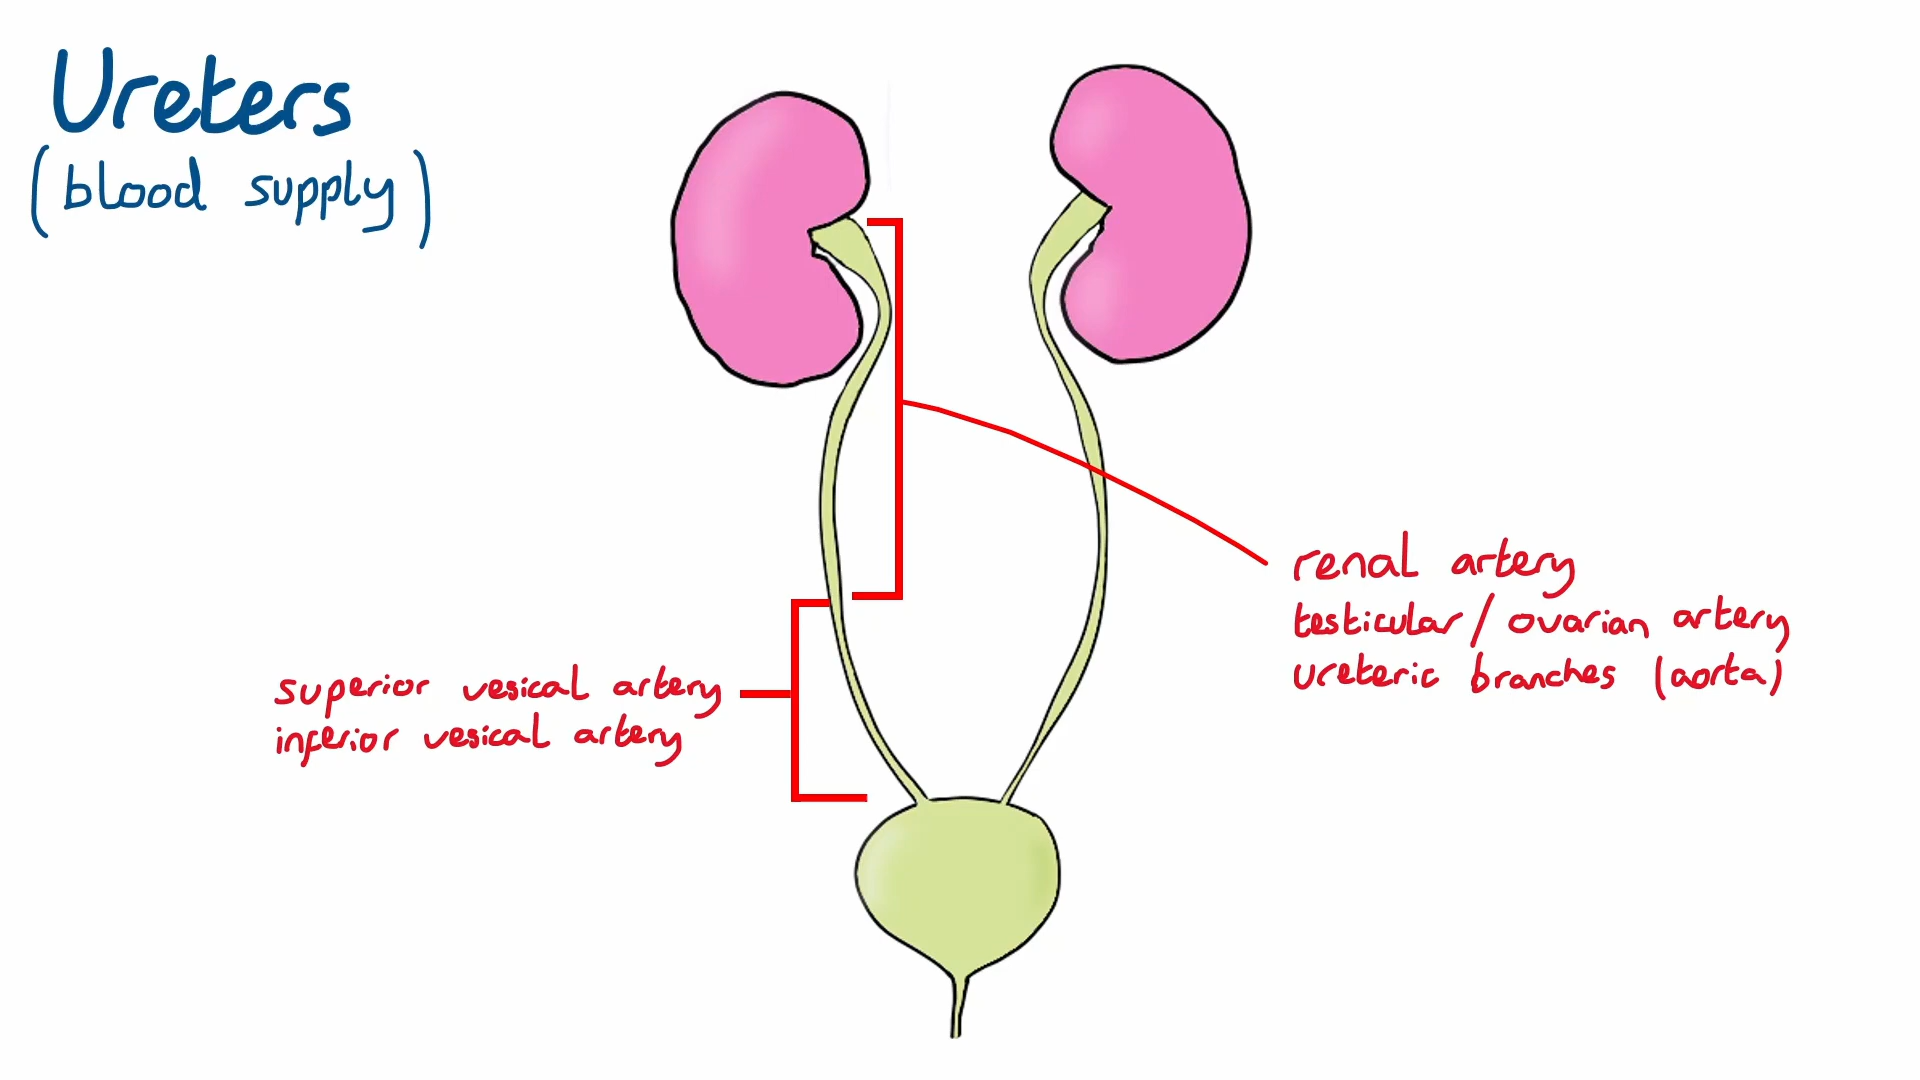 Ureters
(blood supply)
renal artery
testicular/ovarian artery
ureteric branches (aorta)
superior vesical artery
inferior vesical artery